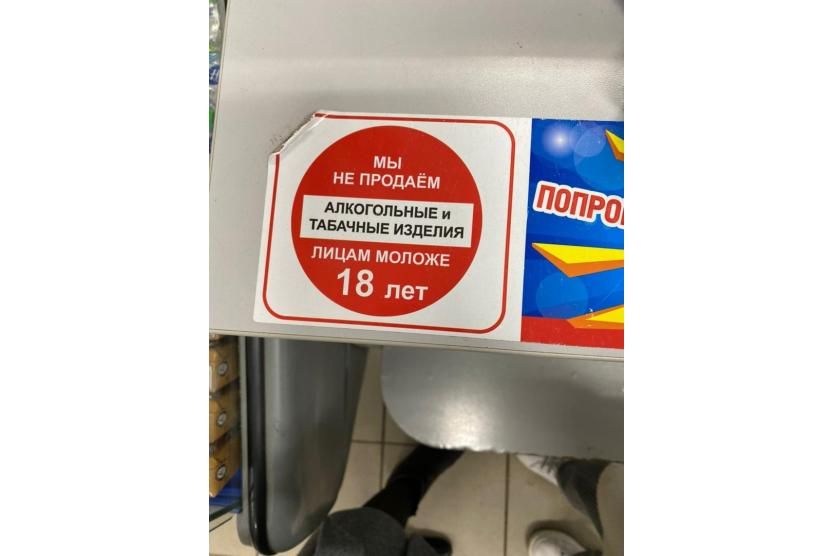 МЫ
НЕ ПРОДАЁМ
АЛКОГОЛЬНЫЕ и
ТАБАЧНЫЕ ИЗДЕЛИЯ
ЛИЦАМ МОЛОЖЕ
18 лет